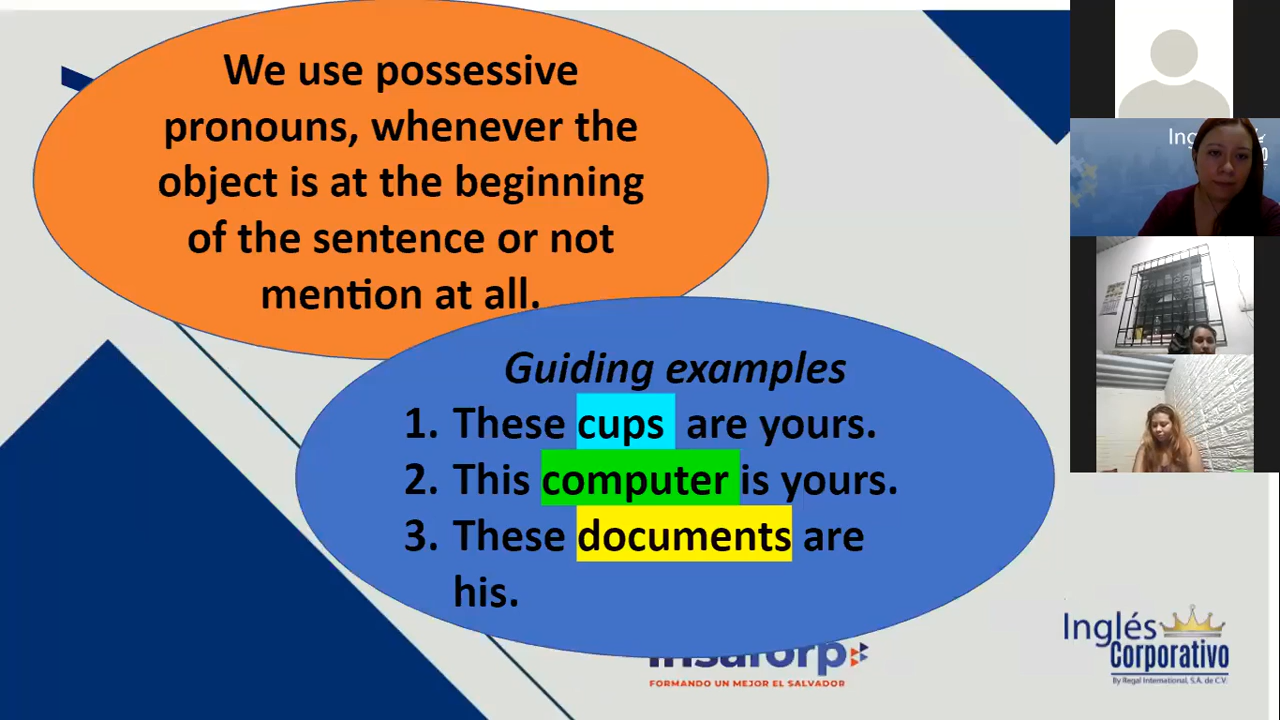 We use possessive
pronouns, whenever the
object is at the beginning
of the sentence or not
mention at all.
Guiding examples
1. These cups are yours.
2. This computer is yours.
3. These documents are
his.
FORMANDO UN MEJOR EL SALVADOR
Inglés
Corporativo
By Regal International, S.A. de C.V.